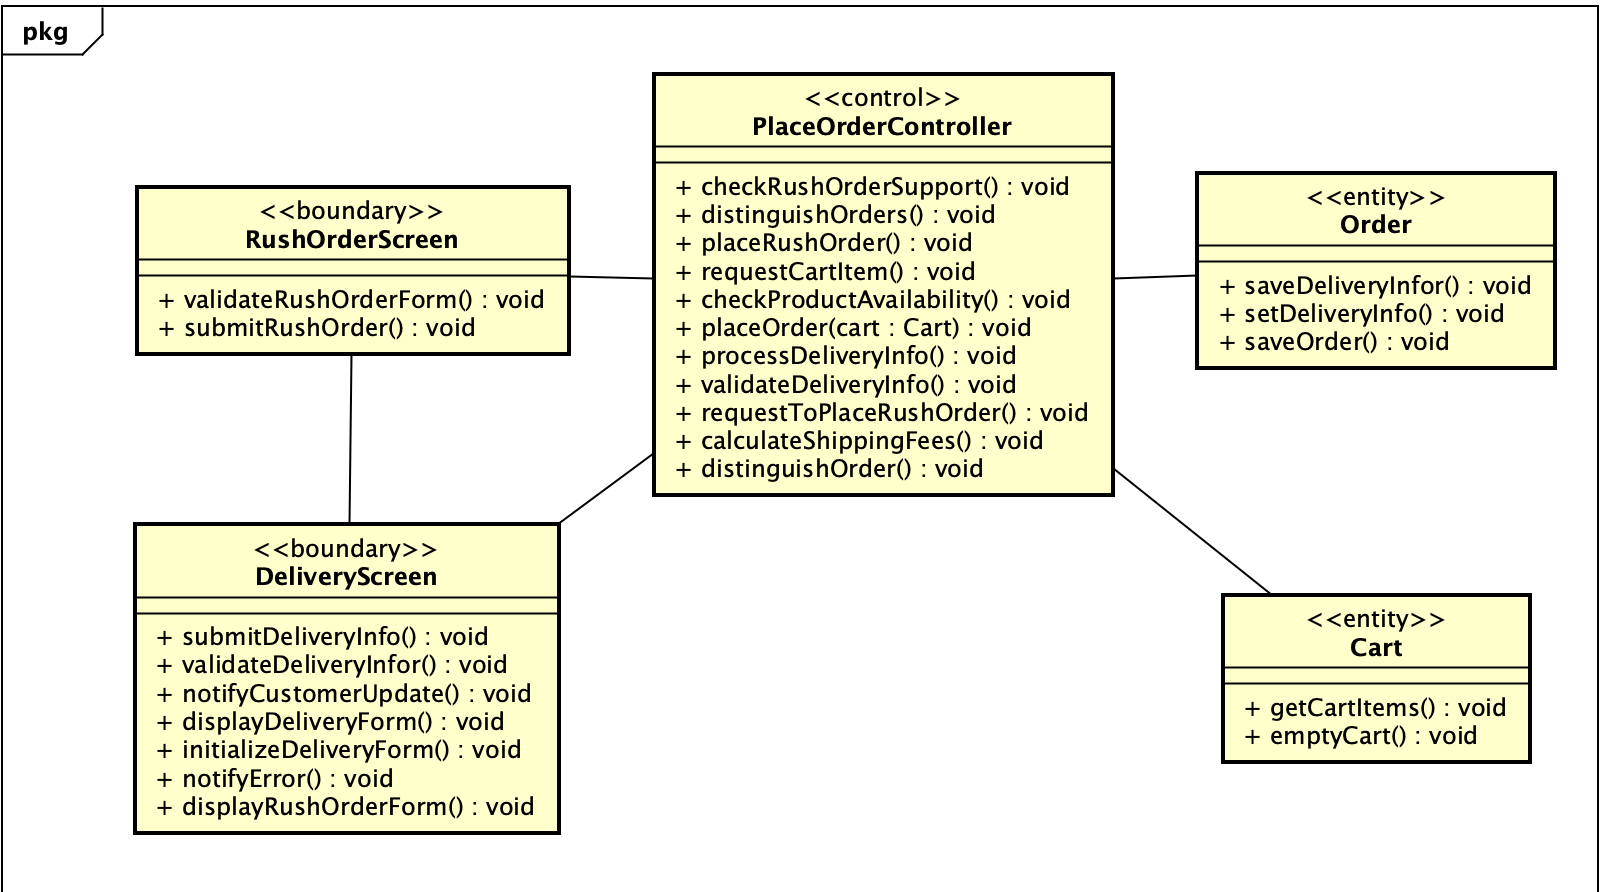 pkg
<<control>>
PlaceOrderController
+ checkRushOrderSupport() : void
+ distinguishOrders() : void
+ placeRushOrder() : void
+ requestCartItem() : void
+ checkProductAvailability() : void
+ placeOrder(cart : Cart) : void
+ processDeliveryInfo() : void
+ validateDeliveryInfo() : void
+ requestToPlaceRushOrder() : void
+ calculateShippingFees() : void
+ distinguishOrder() : void
<<boundary>>
RushOrderScreen
+ validateRushOrderForm() : void
+ submitRushOrder() : void
<<entity>>
Order
+ saveDeliveryInfor() : void
+ setDeliveryInfo() : void
+ saveOrder() : void
<<boundary>>
DeliveryScreen
+ submitDeliveryInfo() : void
+ validateDeliveryInfor() : void
+ notifyCustomerUpdate() : void
+ displayDeliveryForm() : void
+ initializeDeliveryForm() : void
+ notifyError() : void
+ displayRushOrderForm() : void
<<entity>>
Cart
+ getCartItems() : void
+ emptyCart() : void